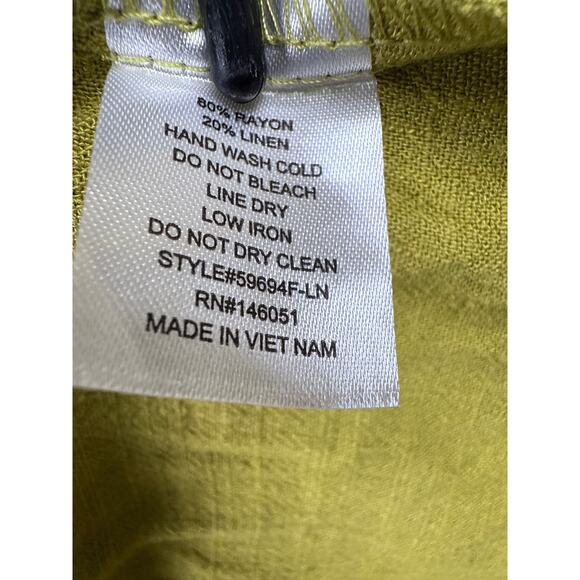 80% RAYON
20% LINEN
HAND WASH COLD
DO NOT BLEACH
LINE DRY
LOW IRON
DO NOT DRY CLEAN
STYLE#59694F-LN
RN#146051
MADE IN VIET NAM